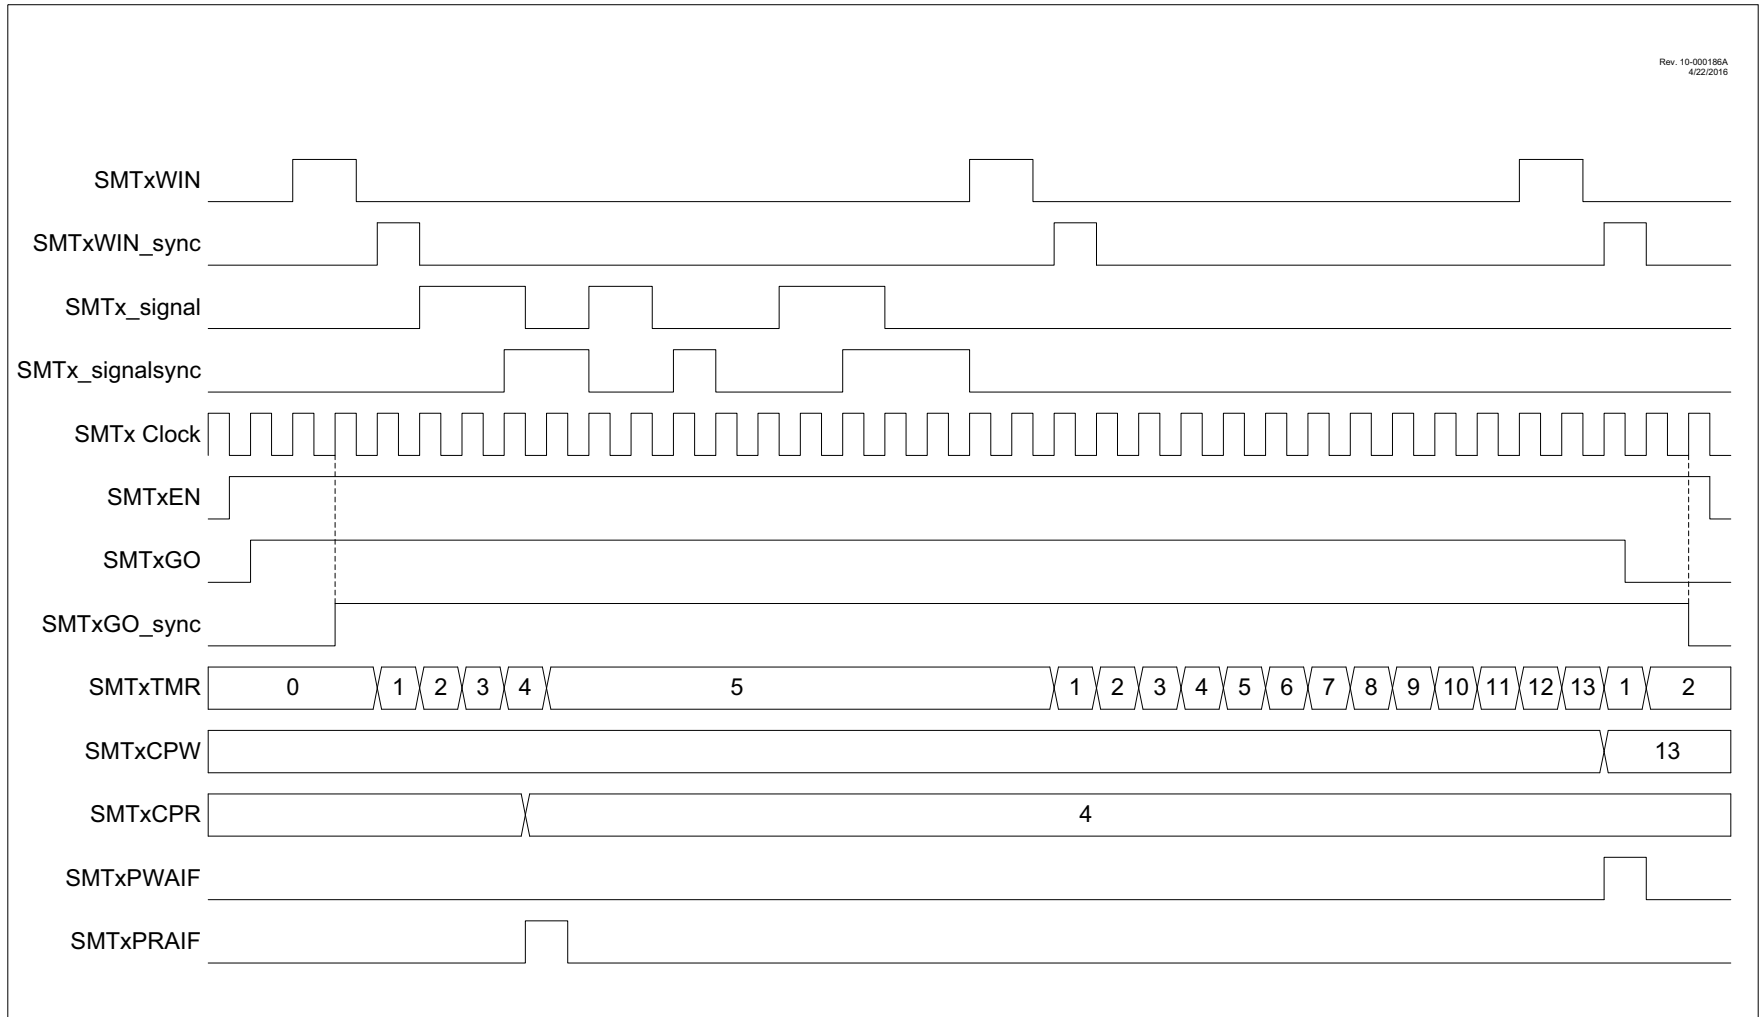 Rev. 10-000186A
4/22/2016
SMTxWIN
SMTxWIN_sync
SMTx_signal
SMTx_signalsync
SMTx Clock
SMTxEN
SMTxGO
SMTxGO_sync
SMTxTMR 0 1 2 3 4 5 1 2 3 4 5 6 7 8 9 10 11 12 13 1 2
SMTxCPW 13
SMTxCPR 4
SMTxPWAIF
SMTxPRAIF